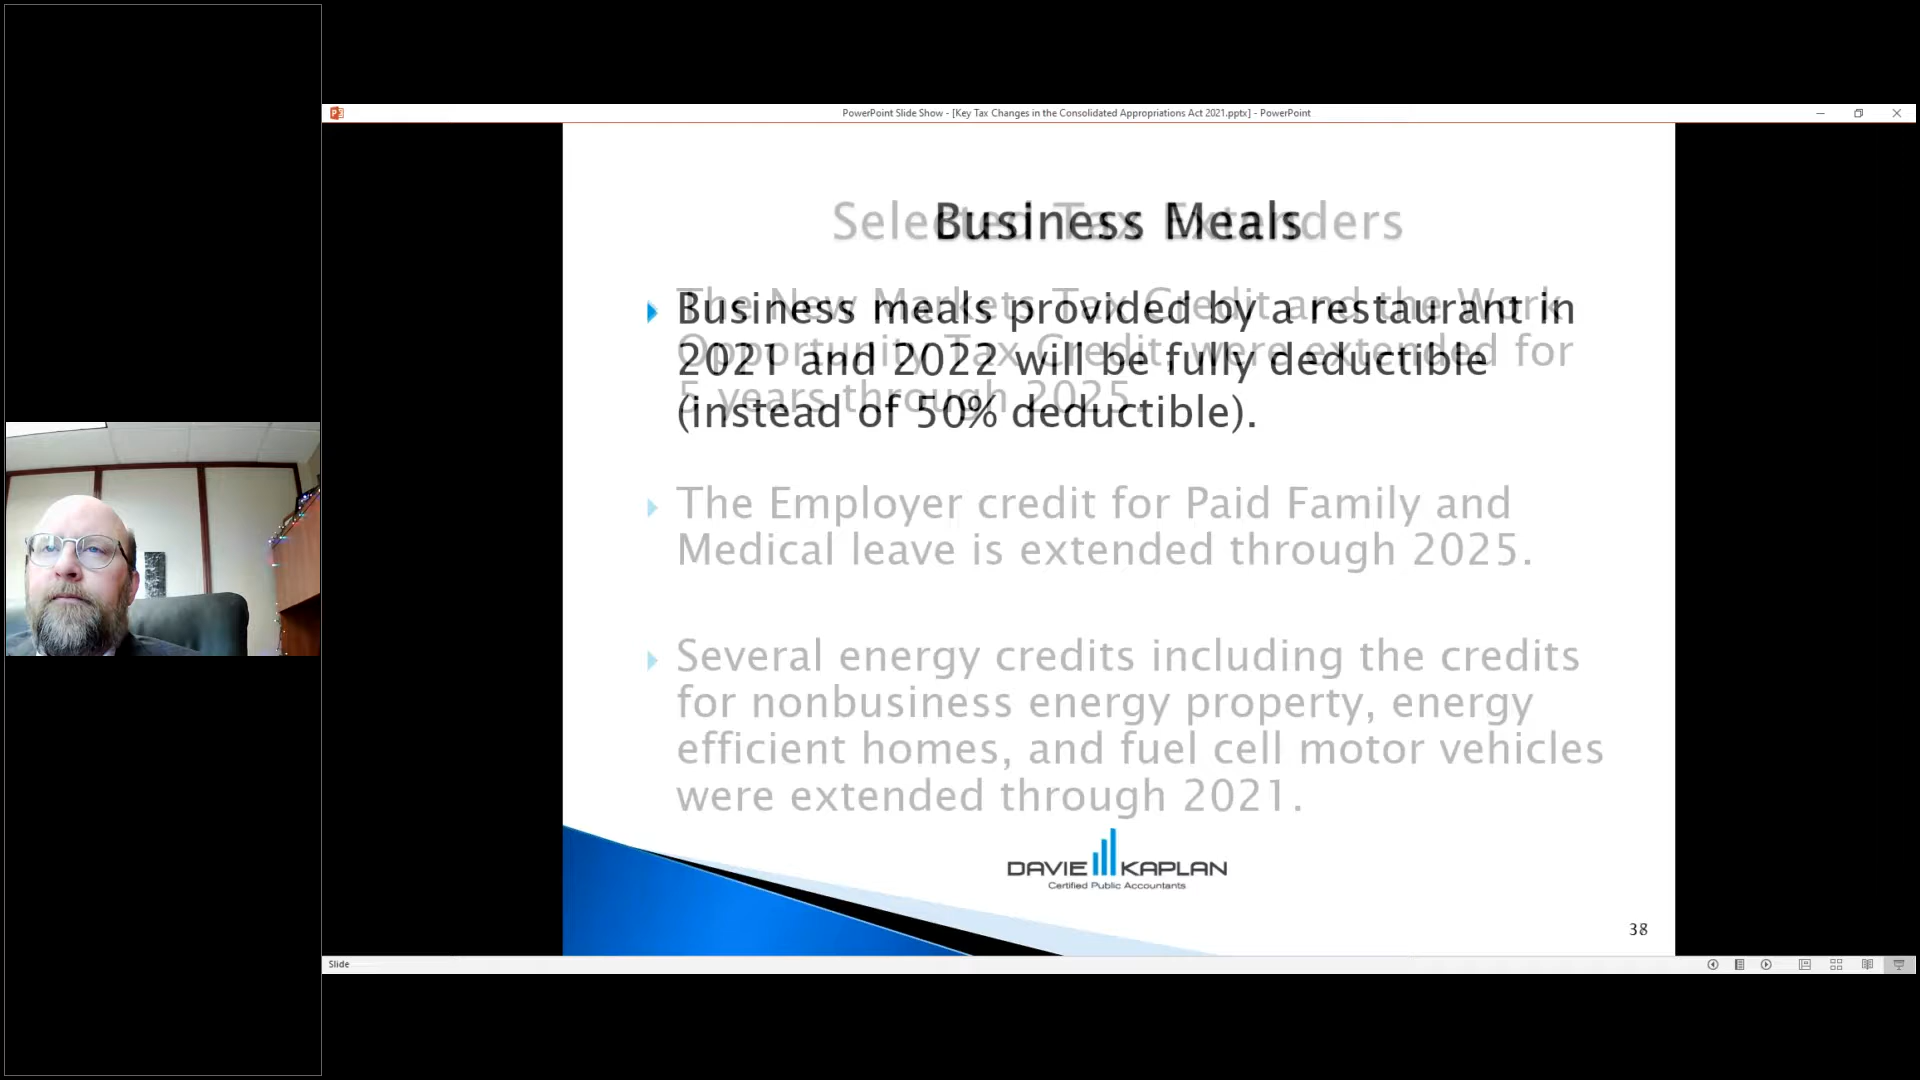 PowerPoint Slide Show - [Key Tax Changes in the Consolidated Appropriations Act 2021.pptx] - PowerPoint
Selected Tax Extenders
Business Meals
Business meals provided by a restaurant in
2021 and 2022 will be fully deductible
(instead of 50% deductible).
The New Markets Tax Credit and the Work
Opportunity Tax Credit, were extended for
5 years through 2025.
The Employer credit for Paid Family and
Medical leave is extended through 2025.
Several energy credits including the credits
for nonbusiness energy property, energy
efficient homes, and fuel cell motor vehicles
were extended through 2021.
DAVIE KAPLAN
Certified Public Accountants
38
Slide